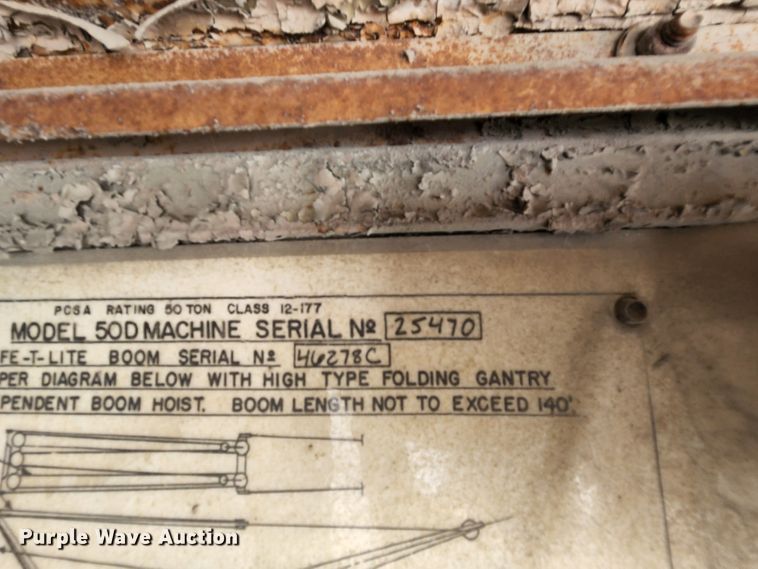 PCSA RATING 50 TON CLASS 12-177
MODEL 50D MACHINE SERIAL Nº 25470
FE-T-LITE BOOM SERIAL Nº 46278C
PER DIAGRAM BELOW WITH HIGH TYPE FOLDING GANTRY
PENDENT BOOM HOIST. BOOM LENGTH NOT TO EXCEED 140'.
Purple Wave Auction